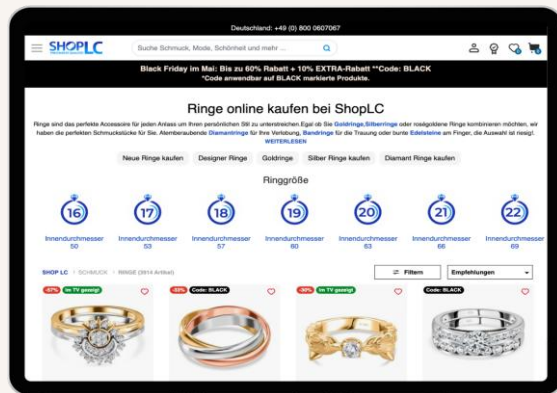 Deutschland: +49 (0) 800 0607067
SHOPLC
Suche Schmuck, Mode, Schönheit und mehr ...
Black Friday im Mai: Bis zu 60% Rabatt + 10% EXTRA-Rabatt **Code: BLACK
*Code anwendbar auf BLACK markierte Produkte.
Ringe online kaufen bei ShopLC
Ringe sind das perfekte Accessoire für jeden Anlass um Ihren persönlichen Stil zu unterstreichen.Egal ob Sie Goldringe,Silberringe oder roségoldene Ringe kombinieren möchten, wir
haben die perfekten Schmuckstücke für Sie. Atemberaubende Diamantringe für Ihre Verlobung, Bandringe für die Trauung oder bunte Edelsteine am Finger, die Auswahl ist riesig!.
WEITERLESEN
Neue Ringe kaufen Designer Ringe Goldringe Silber Ringe kaufen Diamant Ringe kaufen
Ringgröße
16 17 18 19 20 21 22
Innendurchmesser Innendurchmesser Innendurchmesser Innendurchmesser Innendurchmesser Innendurchmesser Innendurchmesser
50 53 57 60 63 66 69
SHOP LC SCHMUCK RINGE (3914 Artikel) Filtern Empfehlungen
Im TV gezeigt Code: BLACK Im TV gezeigt Code: BLACK